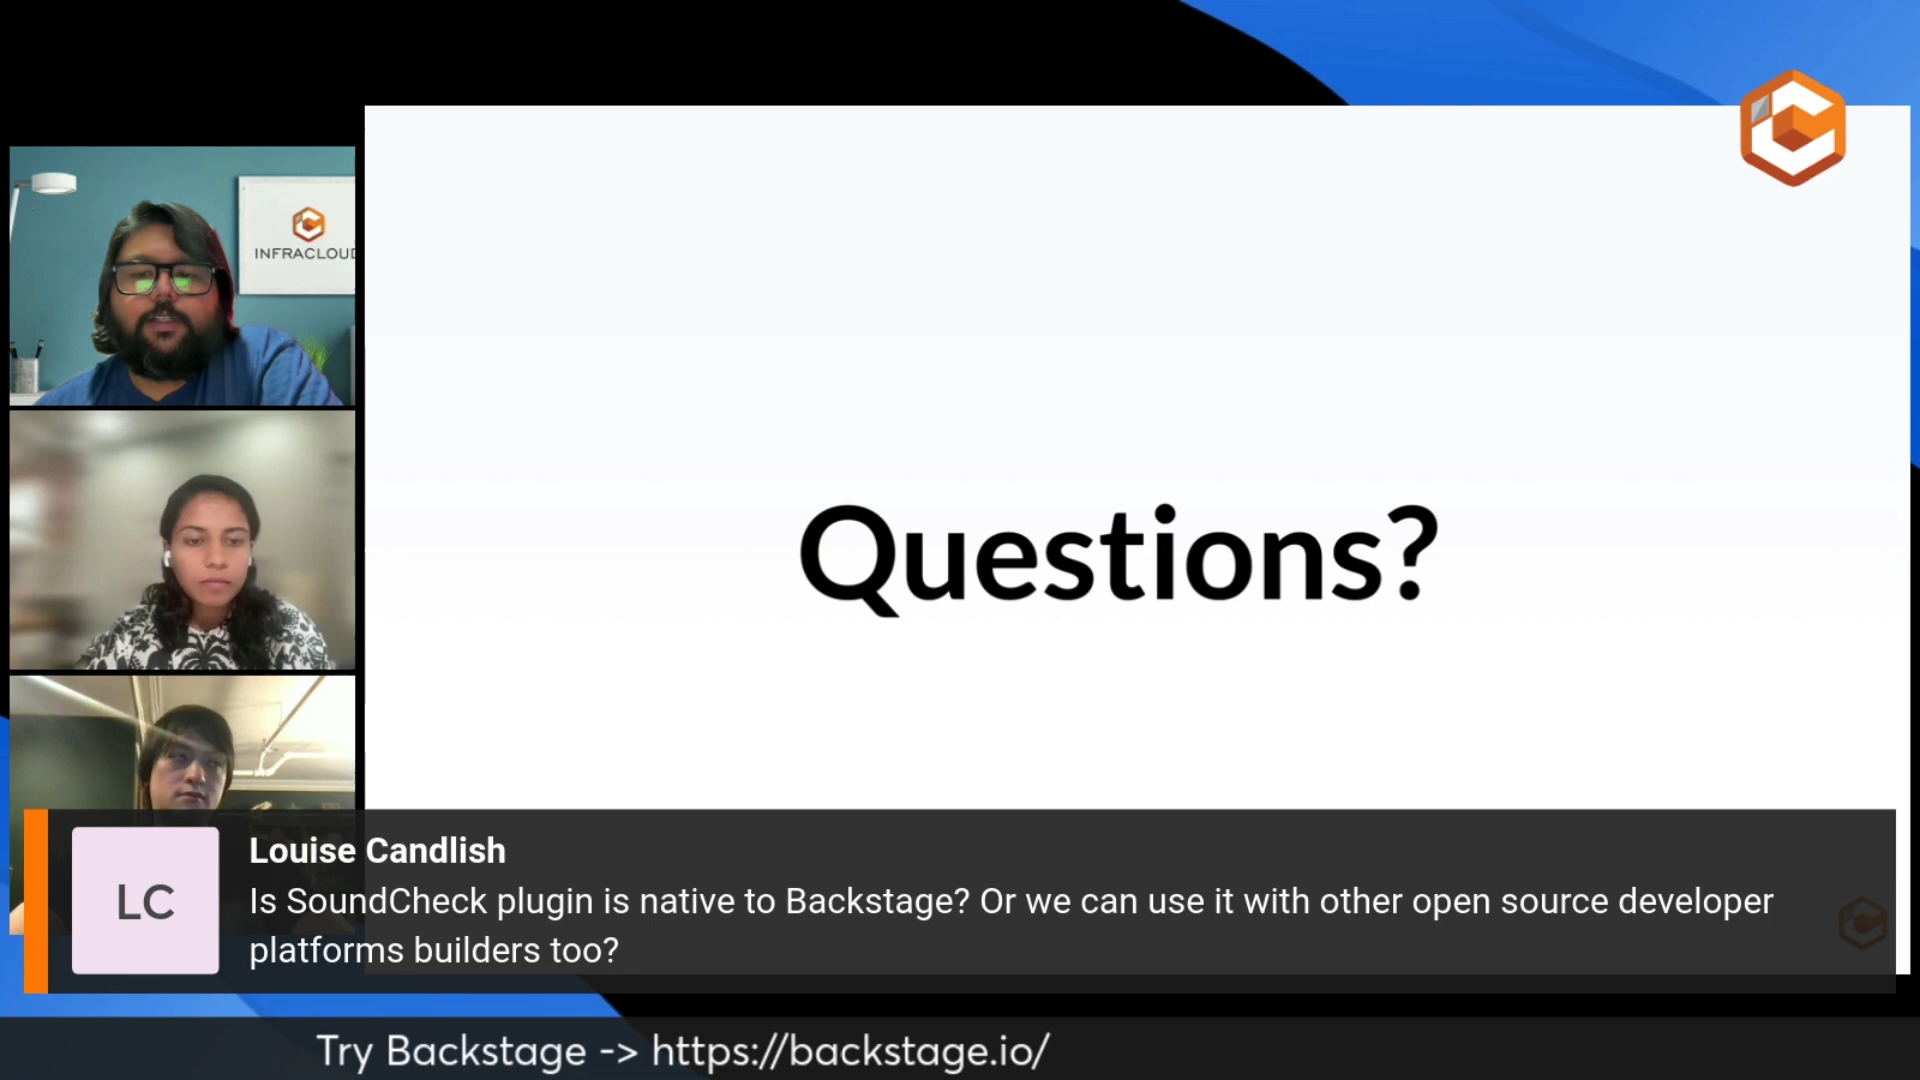 INFRACLOUD
Questions?
LC
Louise Candlish
Is SoundCheck plugin is native to Backstage? Or we can use it with other open source developer
platforms builders too?
Try Backstage -> https://backstage.io/